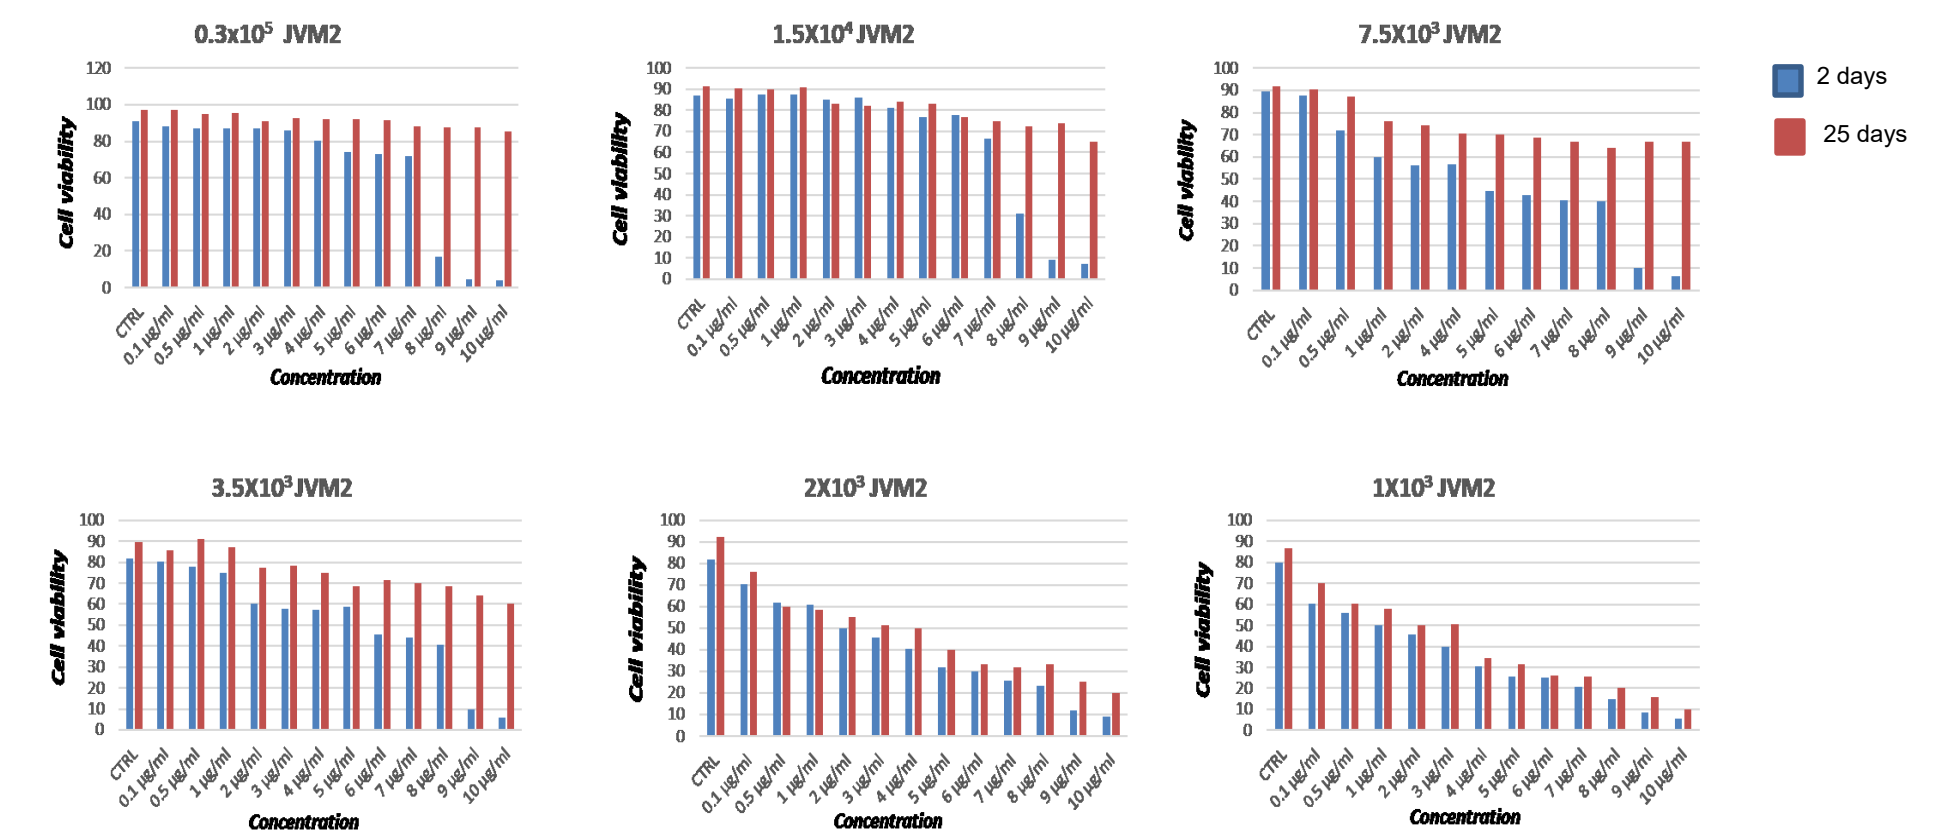 0.3x10⁵ JVM2
120
100
80
60
40
20
0
Cell viability
CTRL
0.1 µg/ml
0.5 µg/ml
1 µg/ml
2 µg/ml
3 µg/ml
4 µg/ml
5 µg/ml
6 µg/ml
7 µg/ml
8 µg/ml
9 µg/ml
10 µg/ml
Concentration
1.5X10⁴ JVM2
100
90
80
70
60
50
40
30
20
10
0
Cell viability
CTRL
0.1 µg/ml
0.5 µg/ml
1 µg/ml
2 µg/ml
3 µg/ml
4 µg/ml
5 µg/ml
6 µg/ml
7 µg/ml
8 µg/ml
9 µg/ml
10 µg/ml
Concentration
7.5X10³ JVM2
100
90
80
70
60
50
40
30
20
10
0
Cell viability
CTRL
0.1 µg/ml
0.5 µg/ml
1 µg/ml
2 µg/ml
4 µg/ml
5 µg/ml
6 µg/ml
7 µg/ml
8 µg/ml
9 µg/ml
10 µg/ml
Concentration
2 days
25 days
3.5X10³ JVM2
100
90
80
70
60
50
40
30
20
10
0
Cell viability
CTRL
0.1 µg/ml
0.5 µg/ml
1 µg/ml
2 µg/ml
3 µg/ml
4 µg/ml
5 µg/ml
6 µg/ml
7 µg/ml
8 µg/ml
9 µg/ml
10 µg/ml
Concentration
2X10³ JVM2
100
90
80
70
60
50
40
30
20
10
0
Cell viability
CTRL
0.1 µg/ml
0.5 µg/ml
1 µg/ml
2 µg/ml
3 µg/ml
4 µg/ml
5 µg/ml
6 µg/ml
7 µg/ml
8 µg/ml
9 µg/ml
10 µg/ml
Concentration
1X10³ JVM2
100
90
80
70
60
50
40
30
20
10
0
Cell viability
CTRL
0.1 µg/ml
0.5 µg/ml
1 µg/ml
2 µg/ml
3 µg/ml
4 µg/ml
5 µg/ml
6 µg/ml
7 µg/ml
8 µg/ml
9 µg/ml
10 µg/ml
Concentration